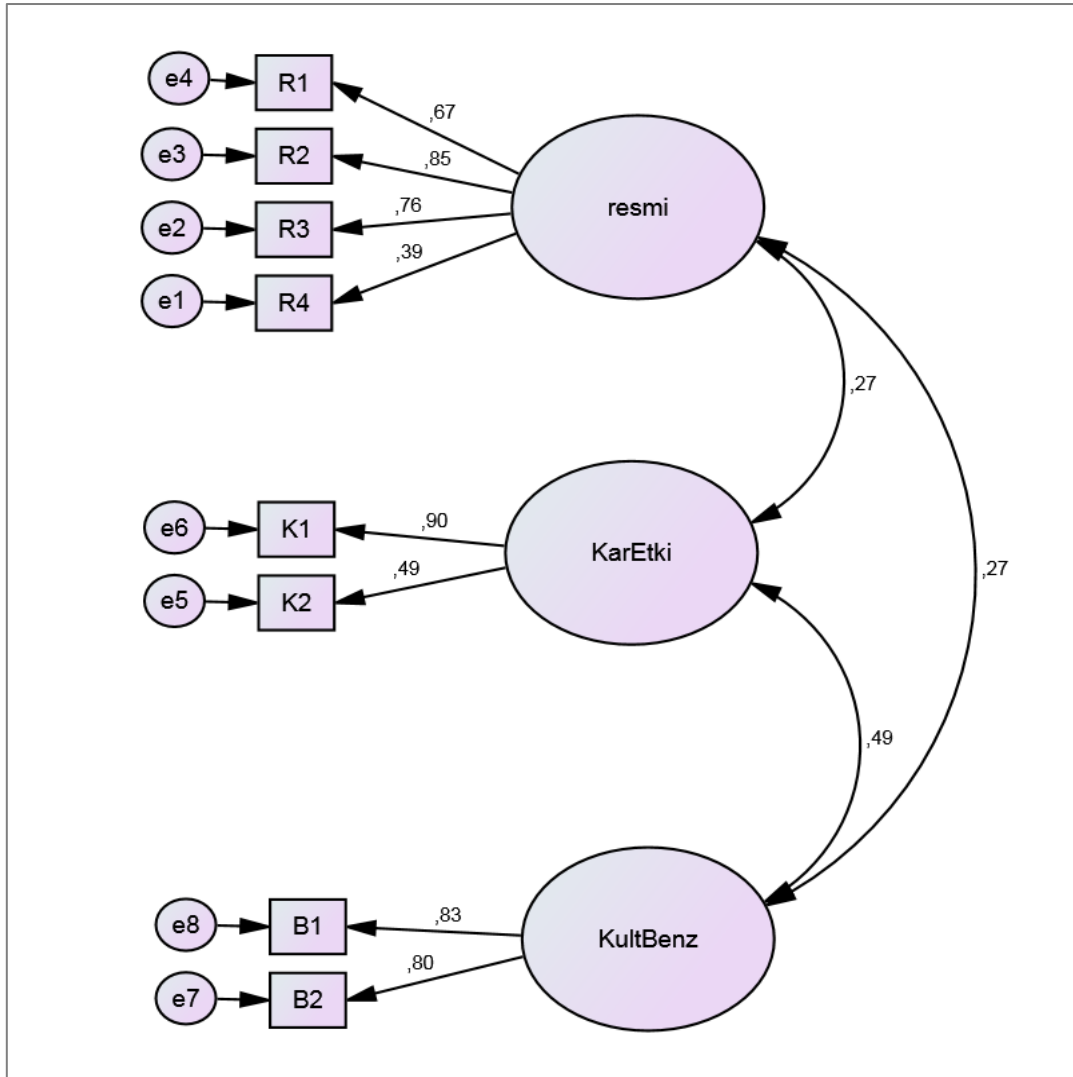 e4
R1
,67
e3
R2
,85
resmi
e2
R3
,76
e1
R4
,39
,27
e6
K1
,90
KarEtki
e5
K2
,49
,27
,49
e8
B1
,83
KultBenz
e7
B2
,80